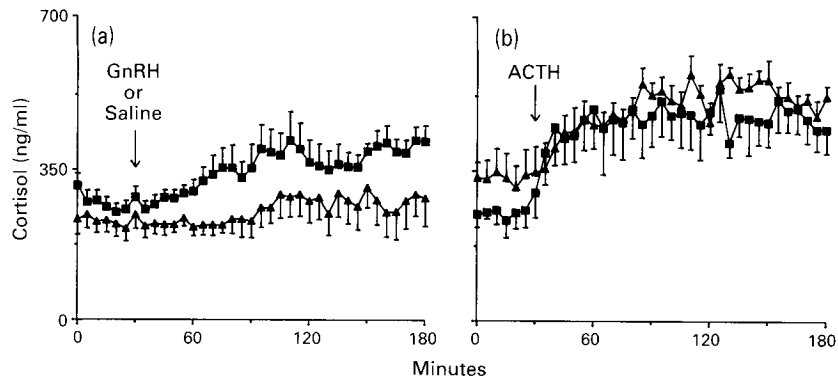 700
(a)
GnRH
or
Saline
(b)
ACTH
350
Cortisol (ng/ml)
0
0 60 120 180
0 60 120 180
Minutes